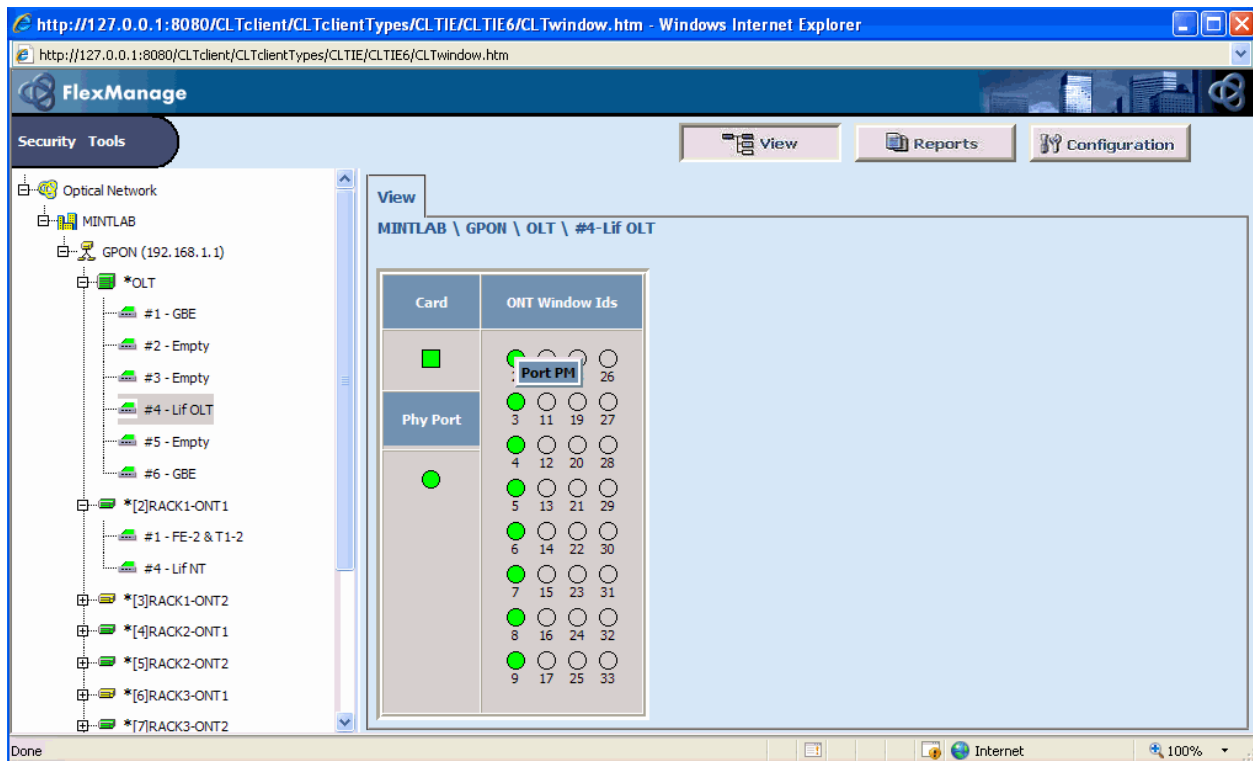 http://127.0.0.1:8080/CLTclient/CLTclientTypes/CLTIE/CLTIE6/CLTwindow.htm - Windows Internet Explorer
http://127.0.0.1:8080/CLTclient/CLTclientTypes/CLTIE/CLTIE6/CLTwindow.htm
FlexManage
Security Tools
View Reports Configuration
Optical Network
MINTLAB
GPON (192.168.1.1)
*OLT
#1 - GBE
#2 - Empty
#3 - Empty
#4 - Lif OLT
#5 - Empty
#6 - GBE
*[2]RACK1-ONT1
#1 - FE-2 & T1-2
#4 - Lif NT
*[3]RACK1-ONT2
*[4]RACK2-ONT1
*[5]RACK2-ONT2
*[6]RACK3-ONT1
*[7]RACK3-ONT2
View
MINTLAB \ GPON \ OLT \ #4-Lif OLT
Card ONT Window Ids
Port PM
26
Phy Port
3 11 19 27
4 12 20 28
5 13 21 29
6 14 22 30
7 15 23 31
8 16 24 32
9 17 25 33
Done Internet 100%